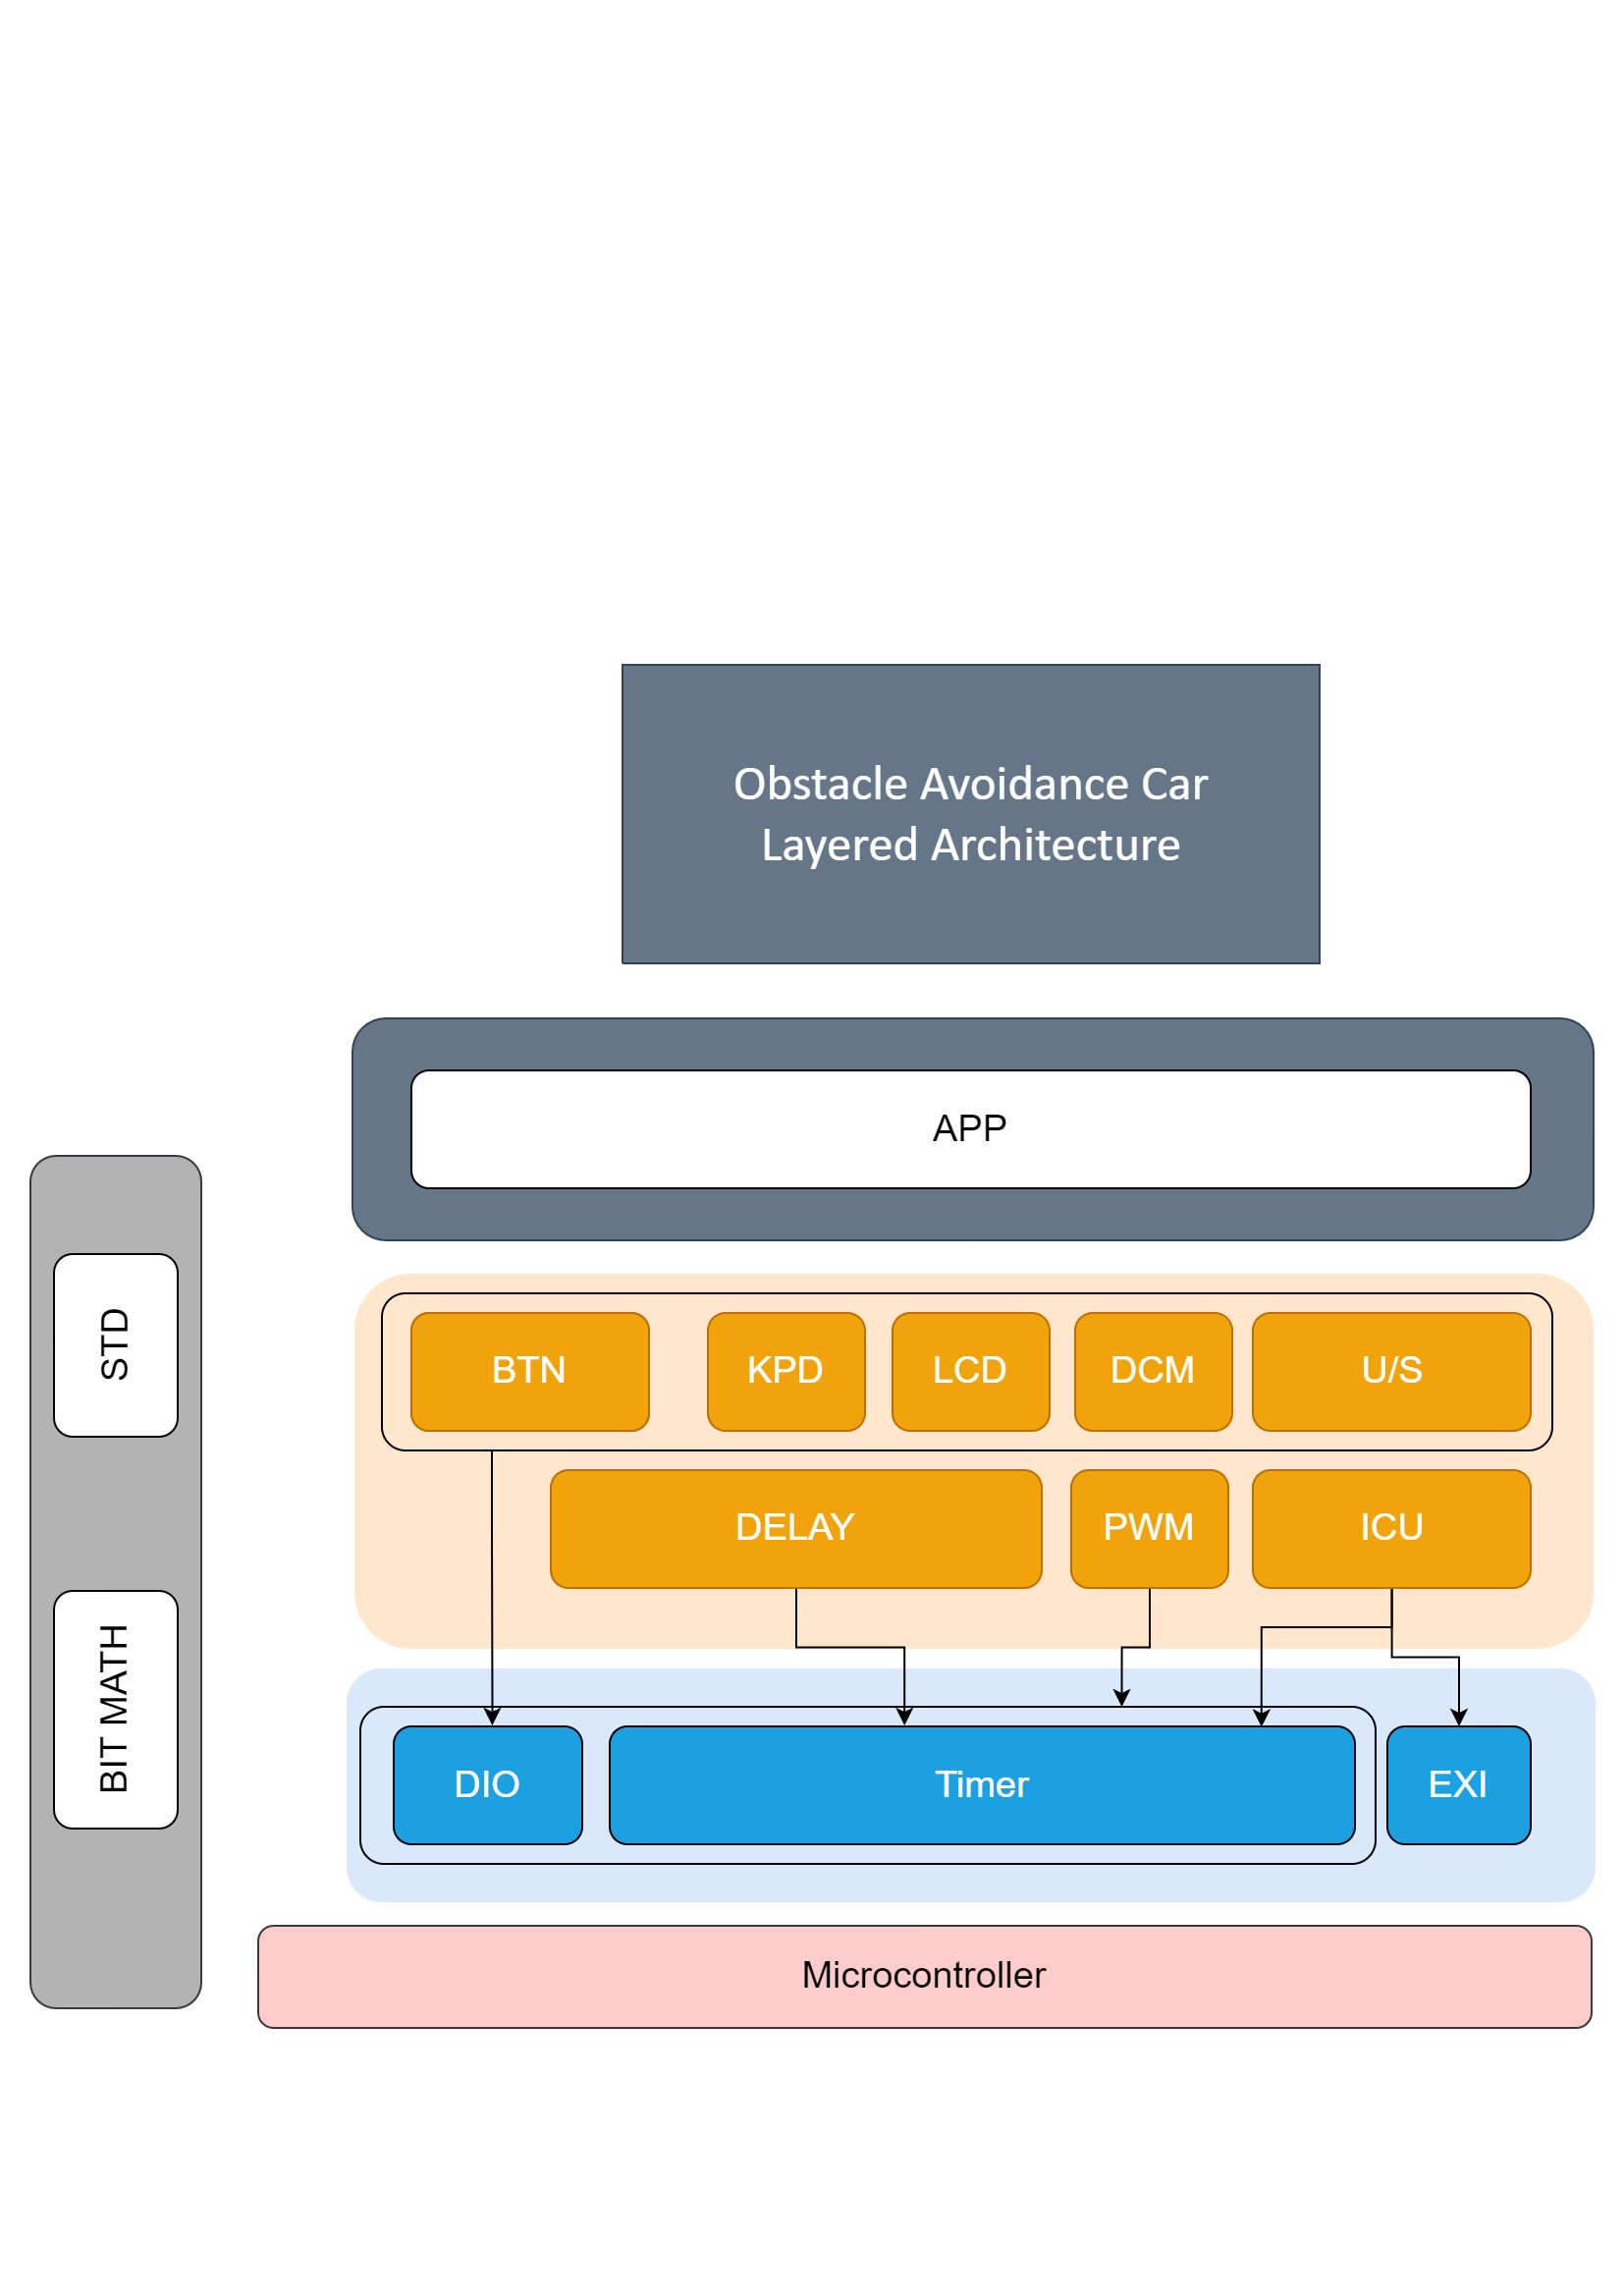 Obstacle Avoidance Car
Layered Architecture
APP
STD
BIT MATH
BTN
KPD
LCD
DCM
U/S
DELAY
PWM
ICU
DIO
Timer
EXI
Microcontroller